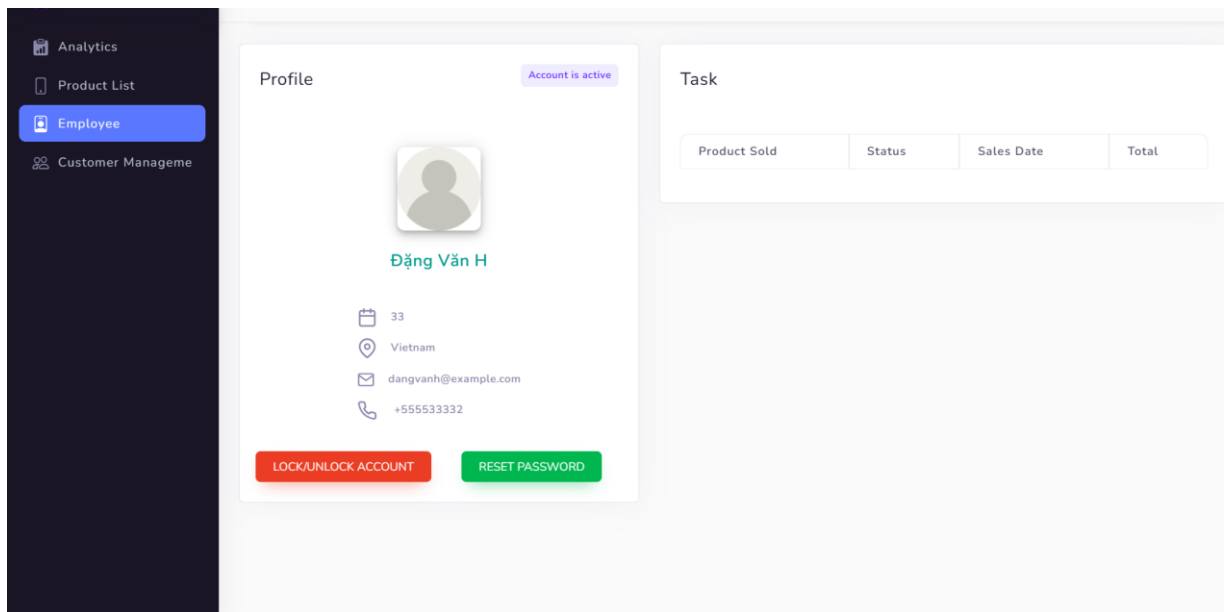 Analytics
Product List
Employee
Customer Manageme
Profile
Account is active
Đặng Văn H
33
Vietnam
dangvanh@example.com
+555533332
LOCK/UNLOCK ACCOUNT
RESET PASSWORD
Task
Product Sold Status Sales Date Total